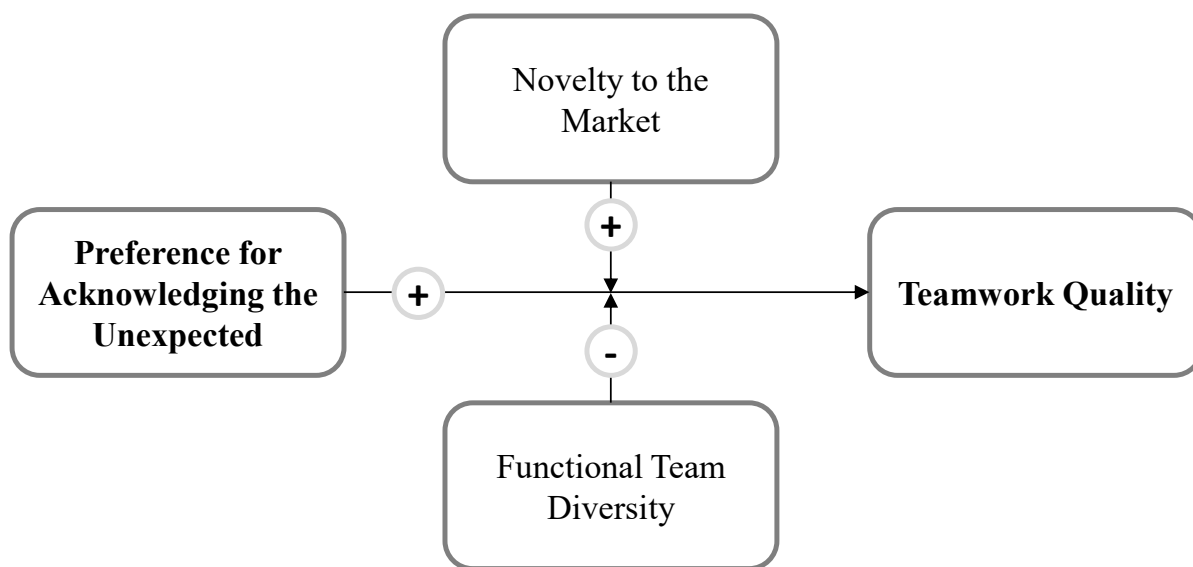 Novelty to the
Market
+
Preference for
Acknowledging the
Unexpected
+
Teamwork Quality
-
Functional Team
Diversity